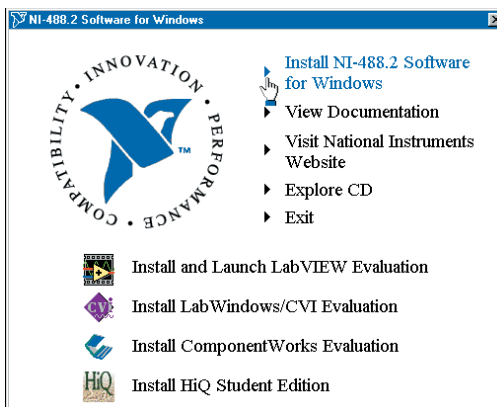 NI-488.2 Software for Windows
COMPATIBILITY · INNOVATION · PERFORMANCE ·
TM
Install NI-488.2 Software
for Windows
View Documentation
Visit National Instruments
Website
Explore CD
Exit
Install and Launch LabVIEW Evaluation
CVI
Install LabWindows/CVI Evaluation
Install ComponentWorks Evaluation
HiQ
Install HiQ Student Edition